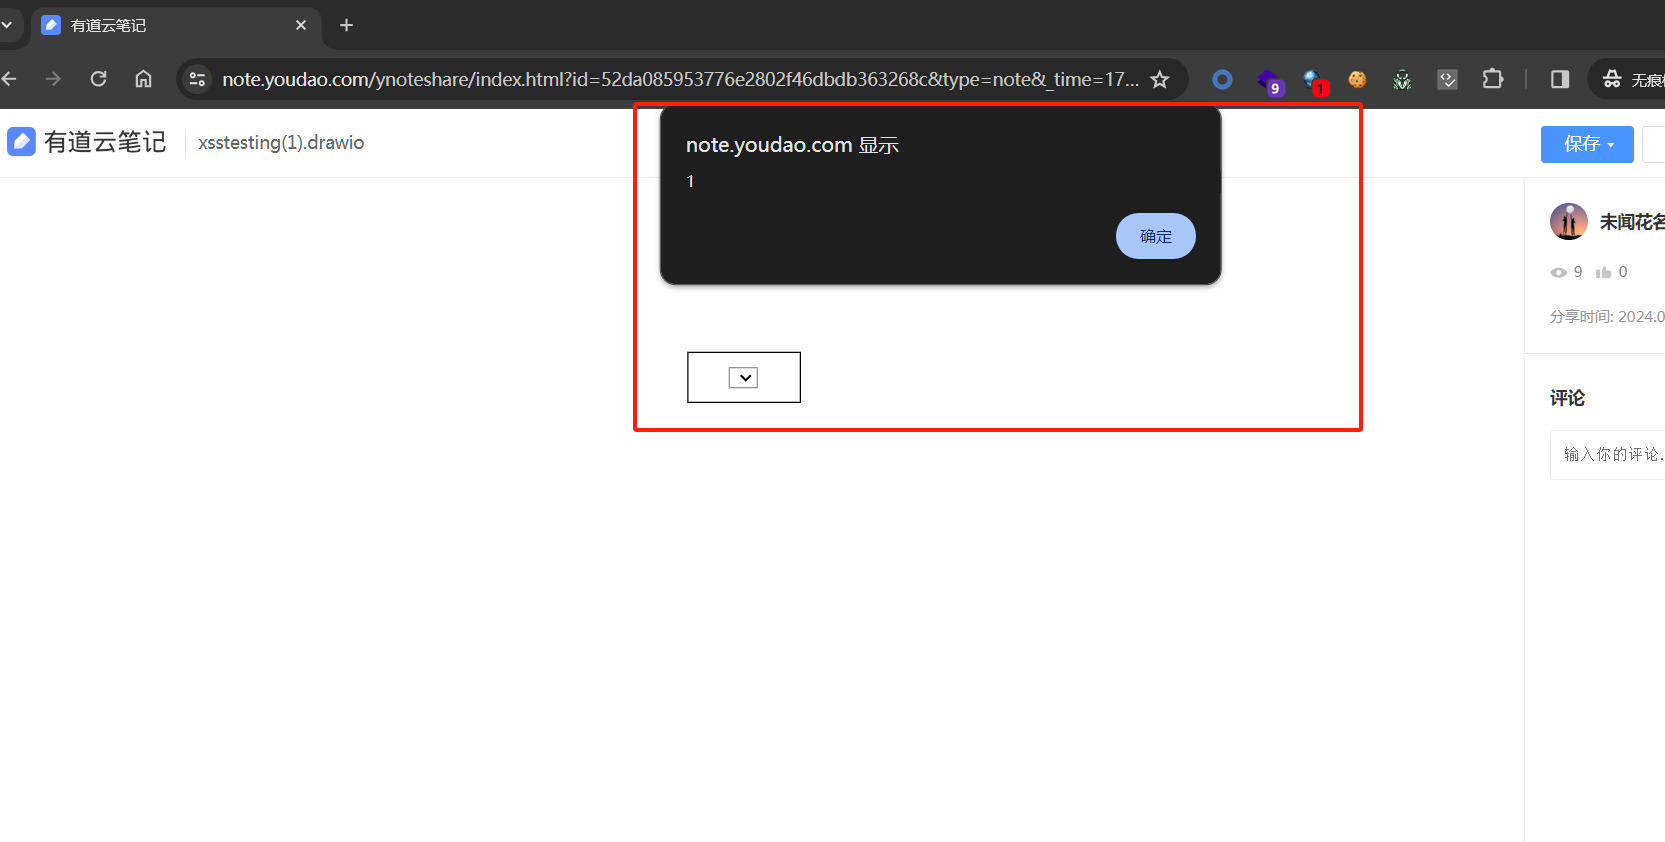 有道云笔记
note.youdao.com/ynoteshare/index.html?id=52da085953776e2802f46dbdb363268c&type=note&_time=17...
9
1
无痕
有道云笔记
xsstesting(1).drawio
note.youdao.com 显示
1
确定
保存
未闻花名
9
0
分享时间: 2024.0
评论
输入你的评论.